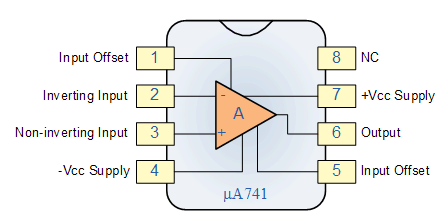 Input Offset 1 8 NC
Inverting Input 2 - 7 +Vcc Supply
A
Non-inverting Input 3 + 6 Output
-Vcc Supply 4 5 Input Offset
µA741